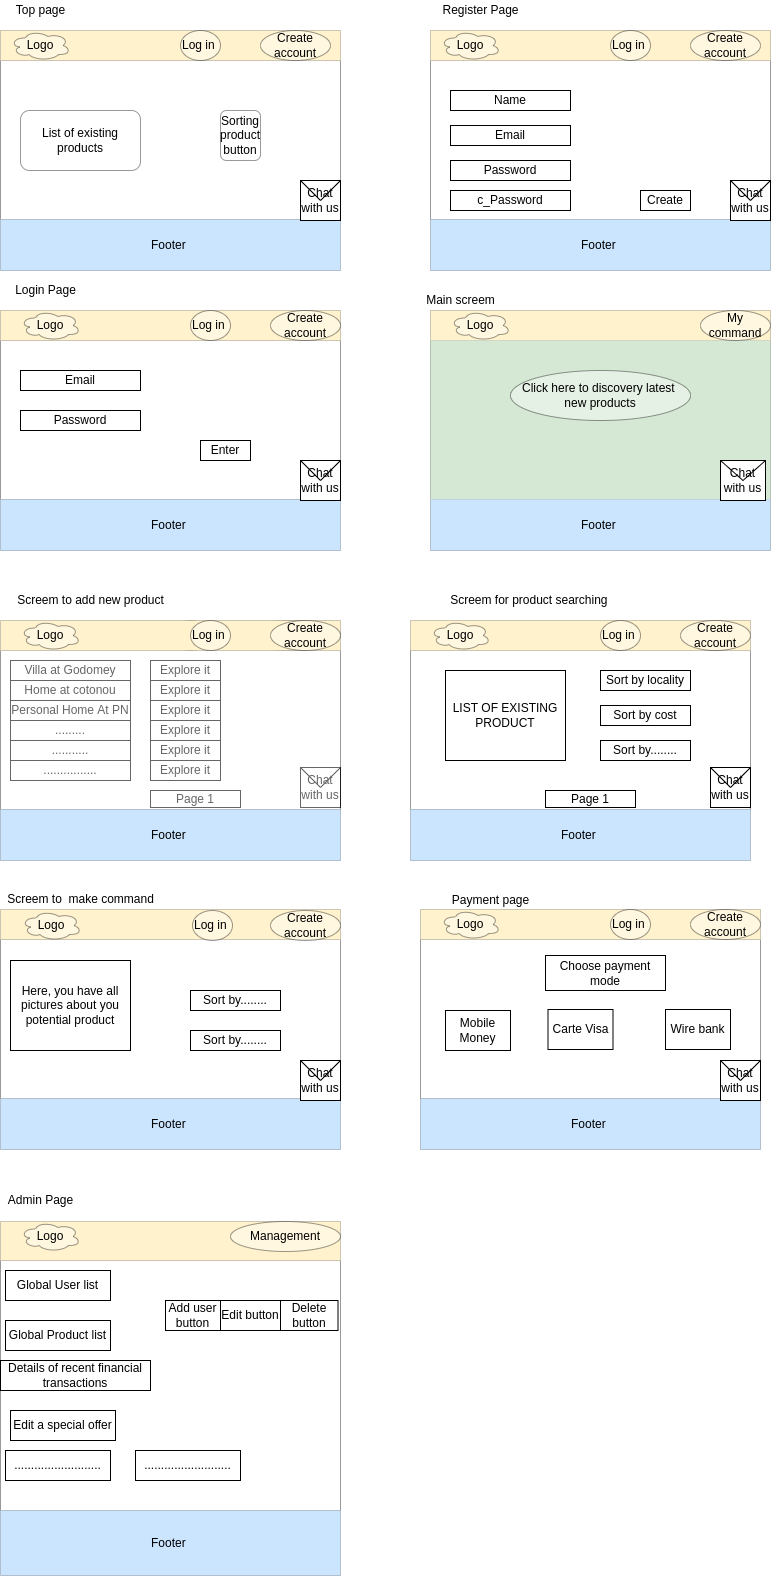 Top page
Logo
Log in
Create
account
List of existing
products
Sorting
product
button
Chat
with us
Footer
Register Page
Logo
Log in
Create
account
Name
Email
Password
c_Password
Create
Chat
with us
Footer
Login Page
Logo
Log in
Create
account
Email
Password
Enter
Chat
with us
Footer
Main screem
Logo
My
command
Click here to discovery latest
new products
Chat
with us
Footer
Screem to add new product
Logo
Log in
Create
account
Villa at Godomey
Explore it
Home at cotonou
Explore it
Personal Home At PN
Explore it
.........
Explore it
...........
Explore it
................
Explore it
Page 1
Chat
with us
Footer
Screem for product searching
Logo
Log in
Create
account
LIST OF EXISTING
PRODUCT
Sort by locality
Sort by cost
Sort by........
Page 1
Chat
with us
Footer
Screem to  make command
Logo
Log in
Create
account
Here, you have all
pictures about you
potential product
Sort by........
Sort by........
Chat
with us
Footer
Payment page
Logo
Log in
Create
account
Choose payment
mode
Mobile
Money
Carte Visa
Wire bank
Chat
with us
Footer
Admin Page
Logo
Management
Global User list
Add user
button
Edit button
Delete
button
Global Product list
Details of recent financial
transactions
Edit a special offer
..........................
..........................
Footer